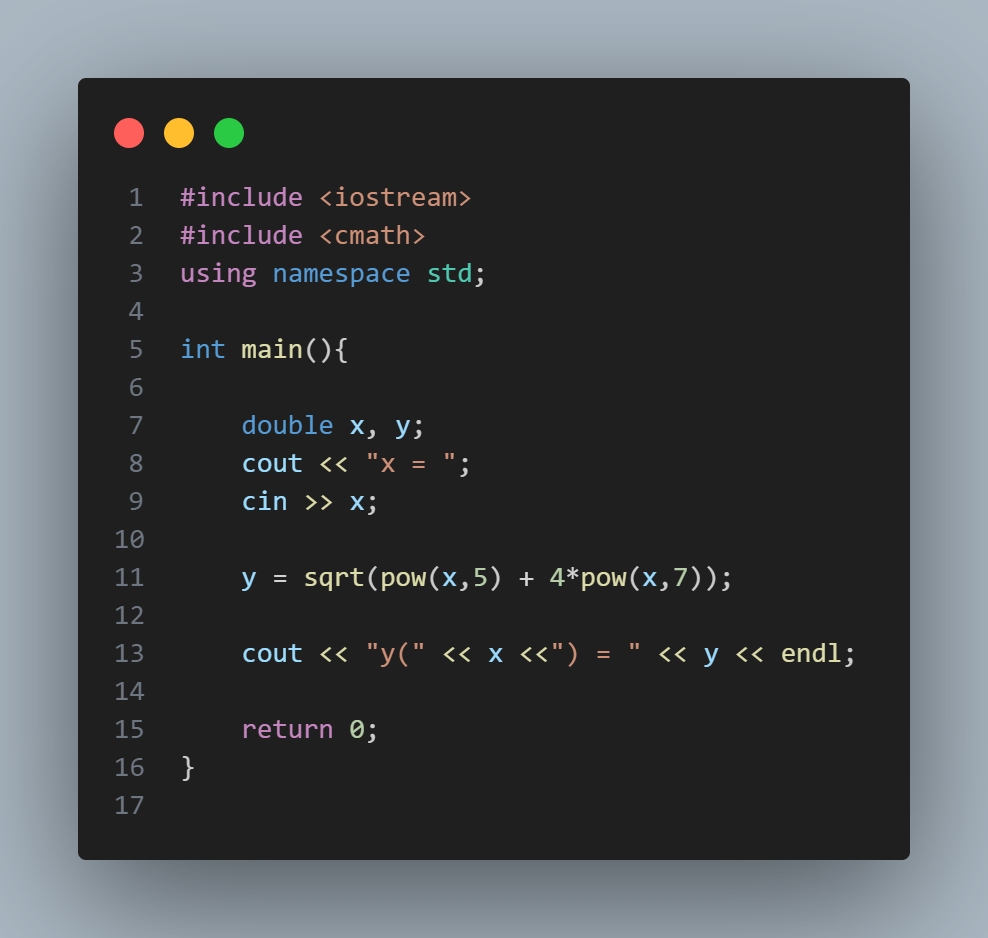 1 #include <iostream>
2 #include <cmath>
3 using namespace std;
4
5 int main(){
6
7     double x, y;
8     cout << "x = ";
9     cin >> x;
10
11     y = sqrt(pow(x,5) + 4*pow(x,7));
12
13     cout << "y(" << x <<") = " << y << endl;
14
15     return 0;
16 }
17